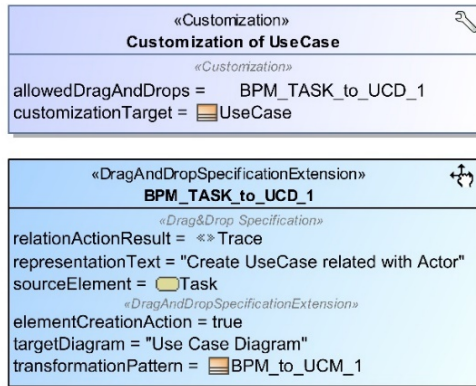 «Customization»
Customization of UseCase
«Customization»
allowedDragAndDrops = BPM_TASK_to_UCD_1
customizationTarget = UseCase
«DragAndDropSpecificationExtension»
BPM_TASK_to_UCD_1
«Drag&Drop Specification»
relationActionResult = «»Trace
representationText = "Create UseCase related with Actor"
sourceElement = Task
«DragAndDropSpecificationExtension»
elementCreationAction = true
targetDiagram = "Use Case Diagram"
transformationPattern = BPM_to_UCM_1